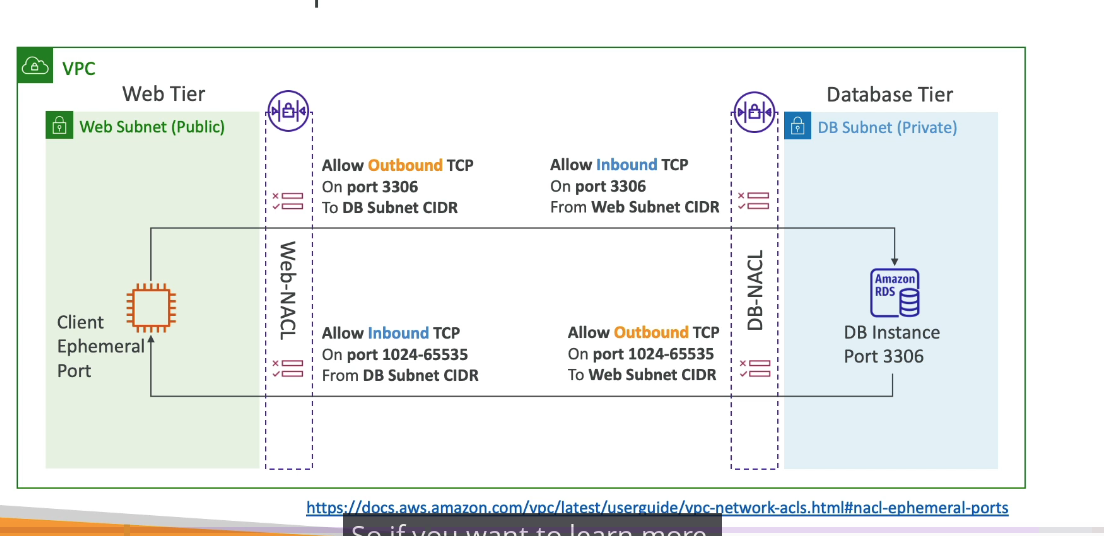 VPC
Web Tier
Database Tier
Web Subnet (Public)
DB Subnet (Private)
Allow Outbound TCP
On port 3306
To DB Subnet CIDR
Allow Inbound TCP
On port 3306
From Web Subnet CIDR
Web-NACL
DB-NACL
Client
Ephemeral
Port
Amazon
RDS
DB Instance
Port 3306
Allow Inbound TCP
On port 1024-65535
From DB Subnet CIDR
Allow Outbound TCP
On port 1024-65535
To Web Subnet CIDR
https://docs.aws.amazon.com/vpc/latest/userguide/vpc-network-acls.html#nacl-ephemeral-ports
So if you want to learn more